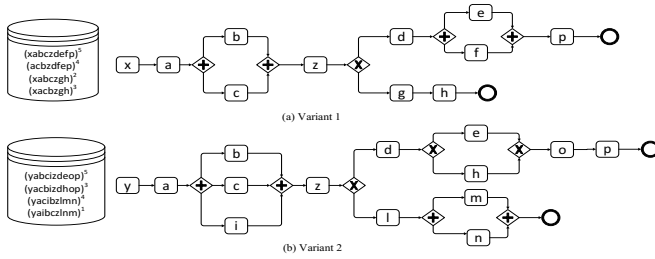 (xabczdefp)5
(acbzdfep)4
(xabczgh)2
(xacbzgh)3
x a b c z d e f p g h
(a) Variant 1
(yabcizdeop)5
(yacbizdhop)3
(yacibzlmn)4
(yaibczlnm)1
y a b c i z d e h o p l m n
(b) Variant 2